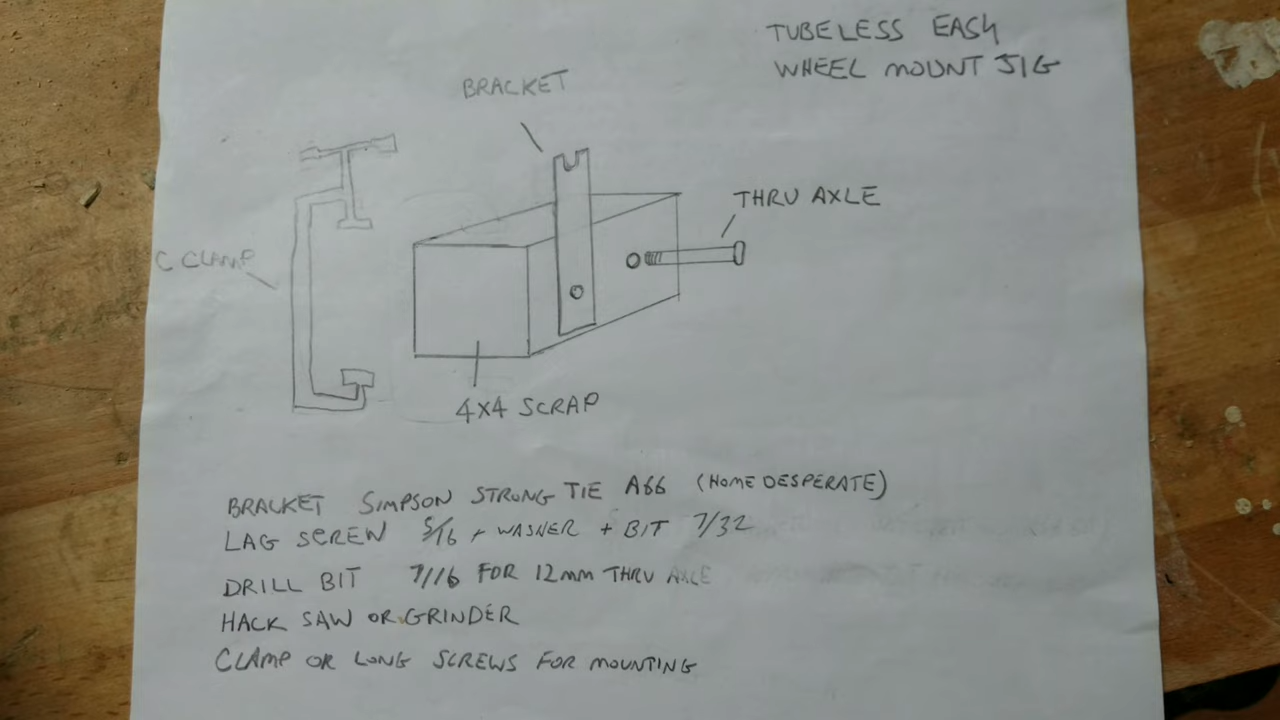 TUBELESS EASY
WHEEL MOUNT JIG
BRACKET
THRU AXLE
C CLAMP
4X4 SCRAP
BRACKET SIMPSON STRONG TIE A66 (HOME DESPERATE)
LAG SCREW 5/16 + WASHER + BIT 7/32
DRILL BIT 7/16 FOR 12mm THRU AXLE
HACK SAW OR GRINDER
CLAMP OR LONG SCREWS FOR MOUNTING